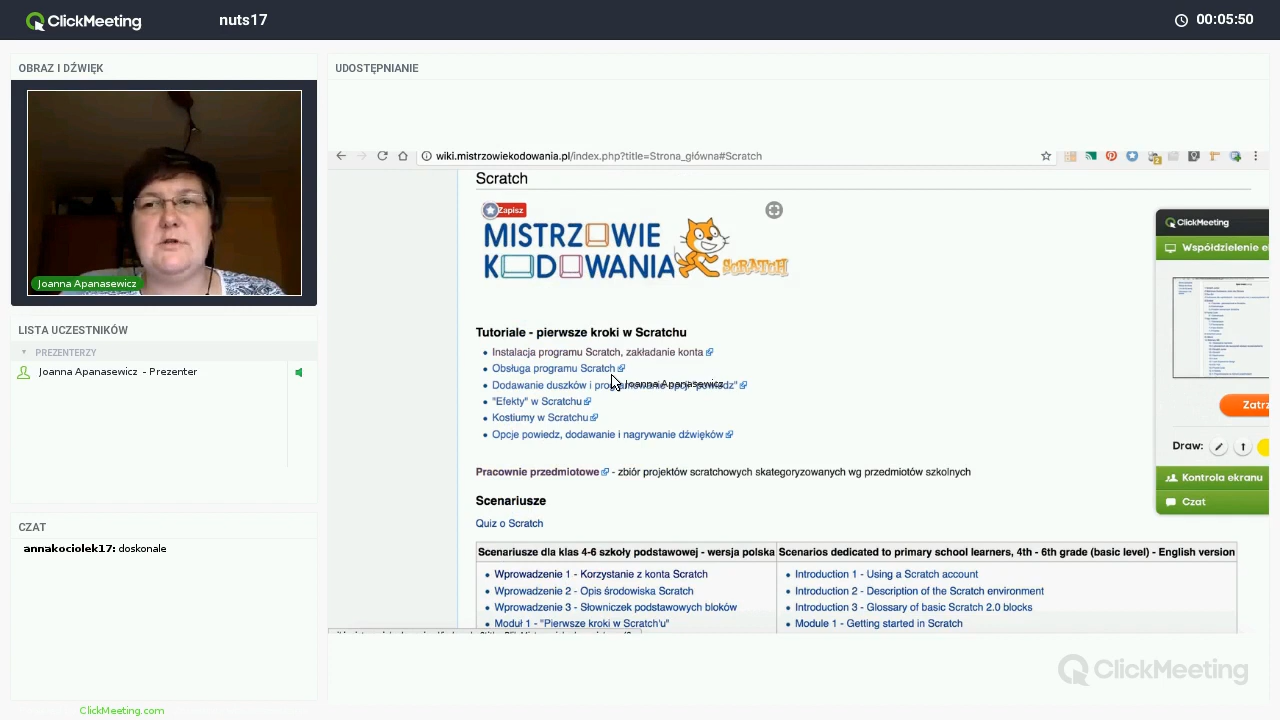 ClickMeeting
nuts17
00:05:50
OBRAZ I DŹWIĘK
Joanna Apanasewicz
LISTA UCZESTNIKÓW
PREZENTERZY
Joanna Apanasewicz - Prezenter
CZAT
annakociolek17: doskonale
ClickMeeting.com
UDOSTĘPNIANIE
wiki.mistrzowiekodowania.pl/index.php?title=Strona_główna#Scratch
Scratch
Zapisz
MISTRZOWIE
KODOWANIA
SCRATCH
Tutoriale - pierwsze kroki w Scratchu
Instalacja programu Scratch, zakładanie konta
Obsługa programu Scratch
Joanna Apanasewicz
Dodawanie duszków i programowanie opcji "powiedz"
"Efekty" w Scratchu
Kostiumy w Scratchu
Opcje powiedz, dodawanie i nagrywanie dźwięków
Pracownie przedmiotowe - zbiór projektów scratchowych skategoryzowanych wg przedmiotów szkolnych
Scenariusze
Quiz o Scratch
Scenariusze dla klas 4-6 szkoły podstawowej - wersja polska
Wprowadzenie 1 - Korzystanie z konta Scratch
Wprowadzenie 2 - Opis środowiska Scratch
Wprowadzenie 3 - Słowniczek podstawowych bloków
Moduł 1 - "Pierwsze kroki w Scratch'u"
Scenarios dedicated to primary school learners, 4th - 6th grade (basic level) - English version
Introduction 1 - Using a Scratch account
Introduction 2 - Description of the Scratch environment
Introduction 3 - Glossary of basic Scratch 2.0 blocks
Module 1 - Getting started in Scratch
ClickMeeting
Współdzielenie
Zatrz
Draw:
Kontrola ekranu
Czat
ClickMeeting